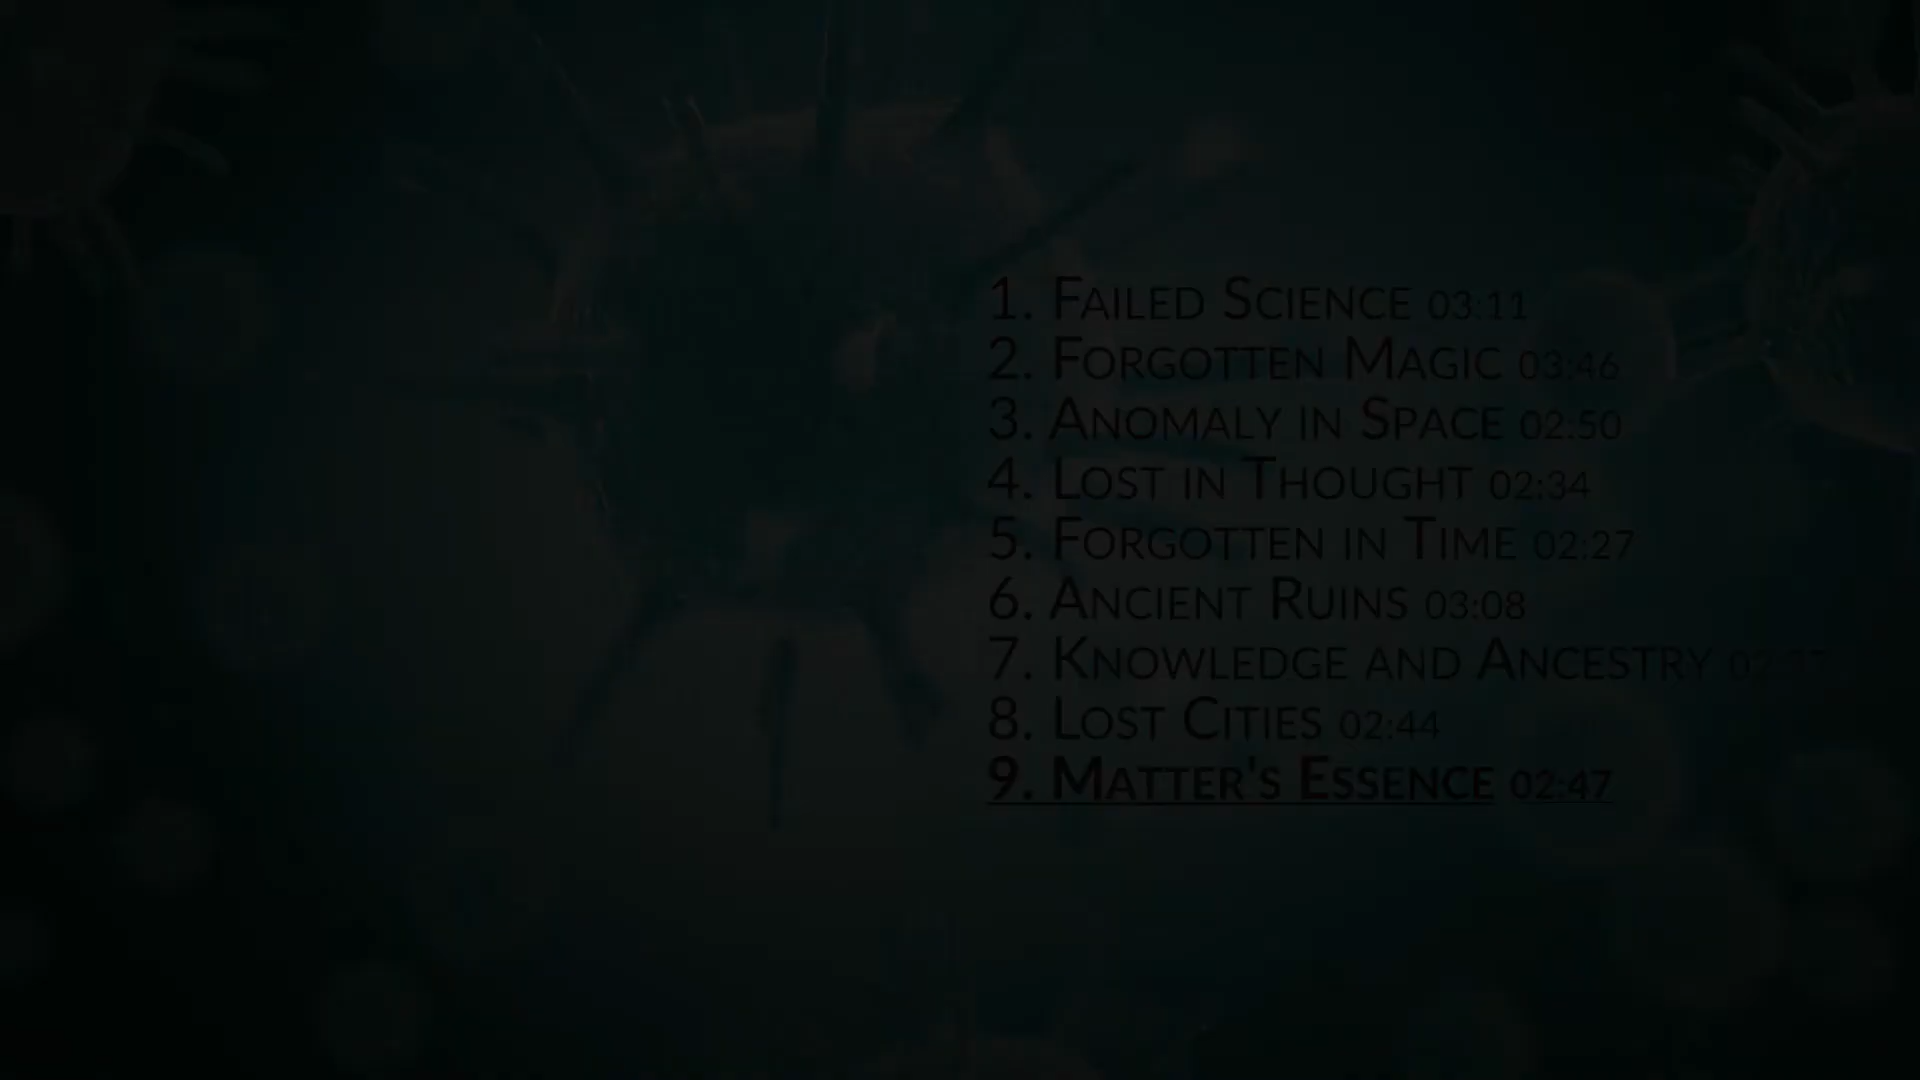 1. Failed Science 03:11
2. Forgotten Magic 03:46
3. Anomaly in Space 02:50
4. Lost in Thought 02:34
5. Forgotten in Time 02:27
6. Ancient Ruins 03:08
7. Knowledge and Ancestry
8. Lost Cities 02:44
9. Matter's Essence 02:47